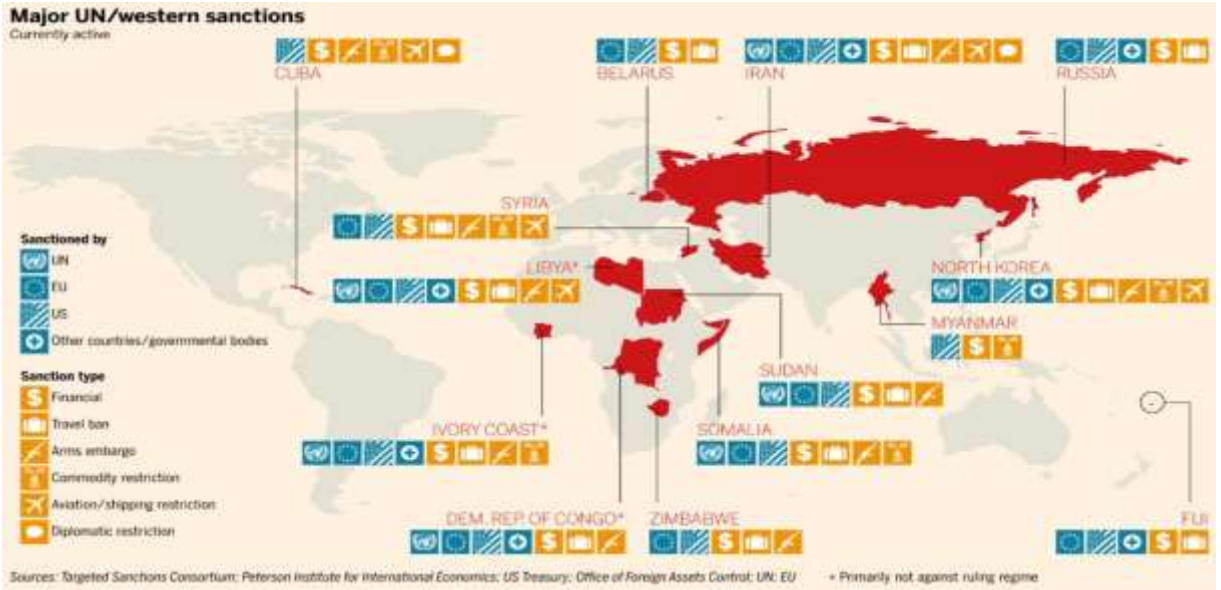 Major UN/western sanctions
Currently active
CUBA
BELARUS
IRAN
RUSSIA
SYRIA
LIBYA*
NORTH KOREA
MYANMAR
SUDAN
IVORY COAST*
SOMALIA
DEM. REP. OF CONGO*
ZIMBABWE
FIJI
Sanctioned by
UN
EU
US
Other countries/governmental bodies
Sanction type
$ Financial
Travel ban
Arms embargo
Commodity restriction
Aviation/shipping restriction
Diplomatic restriction
Sources: Targeted Sanctions Consortium; Peterson Institute for International Economics; US Treasury; Office of Foreign Assets Control; UN; EU
* Primarily not against ruling regime